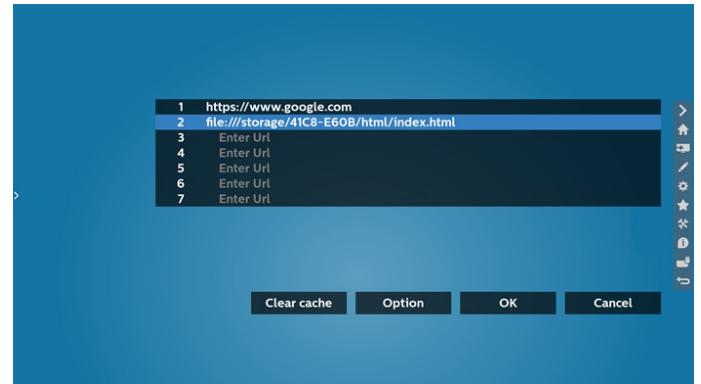 1 https://www.google.com
2 file:///storage/41C8-E60B/html/index.html
3 Enter Url
4 Enter Url
5 Enter Url
6 Enter Url
7 Enter Url
Clear cache Option OK Cancel